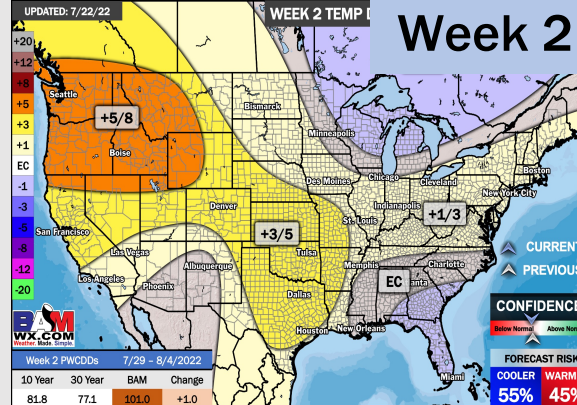 UPDATED: 7/22/22
WEEK 2 TEMP
Week 2
+20
+12
+8
+5
+3
+1
EC
-1
-3
-5
-8
-12
-20
Seattle
+5/8
Boise
Bismarck
Minneapolis
Des Moines
Chicago
Cleveland
Boston
New York City
Indianapolis
+1/3
Denver
St. Louis
San Francisco
+3/5
Las Vegas
Tulsa
Albuquerque
Memphis
Charlotte
Los Angeles
Phoenix
EC
anta
Dallas
Houston
New Orleans
Miami
CURRENT
PREVIOUS
CONFIDENCE
Below Normal
Above Nor
FORECAST RISK
COOLER
WARM
55%
45%
BAM
WX.COM
Weather. Made. Simple.
Week 2 PWCDDs 7/29 - 8/4/2022
10 Year 30 Year BAM Change
81.8 77.1 101.0 +1.0